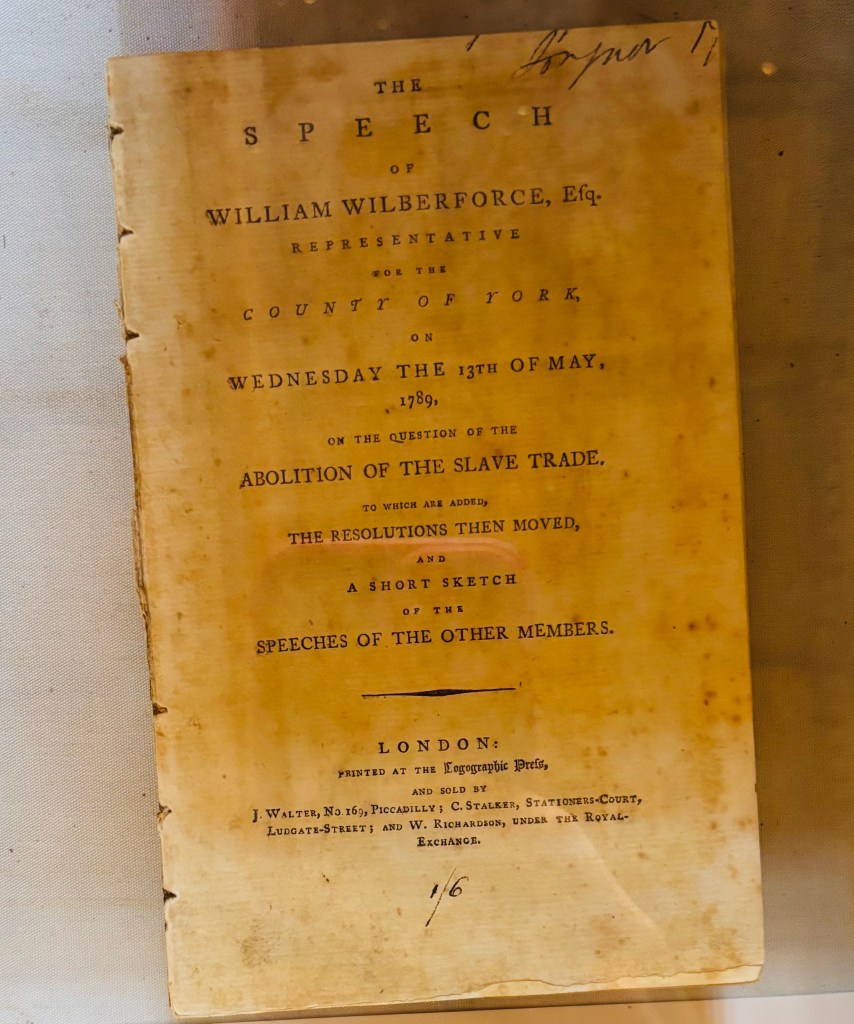 THE
SPEECH
OF
WILLIAM WILBERFORCE, Eſq.
REPRESENTATIVE
FOR THE
COUNTY OF YORK,
ON
WEDNESDAY THE 13TH OF MAY,
1789,
ON THE QUESTION OF THE
ABOLITION OF THE SLAVE TRADE.
TO WHICH ARE ADDED,
THE RESOLUTIONS THEN MOVED,
AND
A SHORT SKETCH
OF THE
SPEECHES OF THE OTHER MEMBERS.
LONDON:
PRINTED AT THE Logographic Preſs,
AND SOLD BY
J. WALTER, NO. 169, PICCADILLY; C. STALKER, STATIONERS-COURT,
LUDGATE-STREET; AND W. RICHARDSON, UNDER THE ROYAL-
EXCHANGE.
1/6